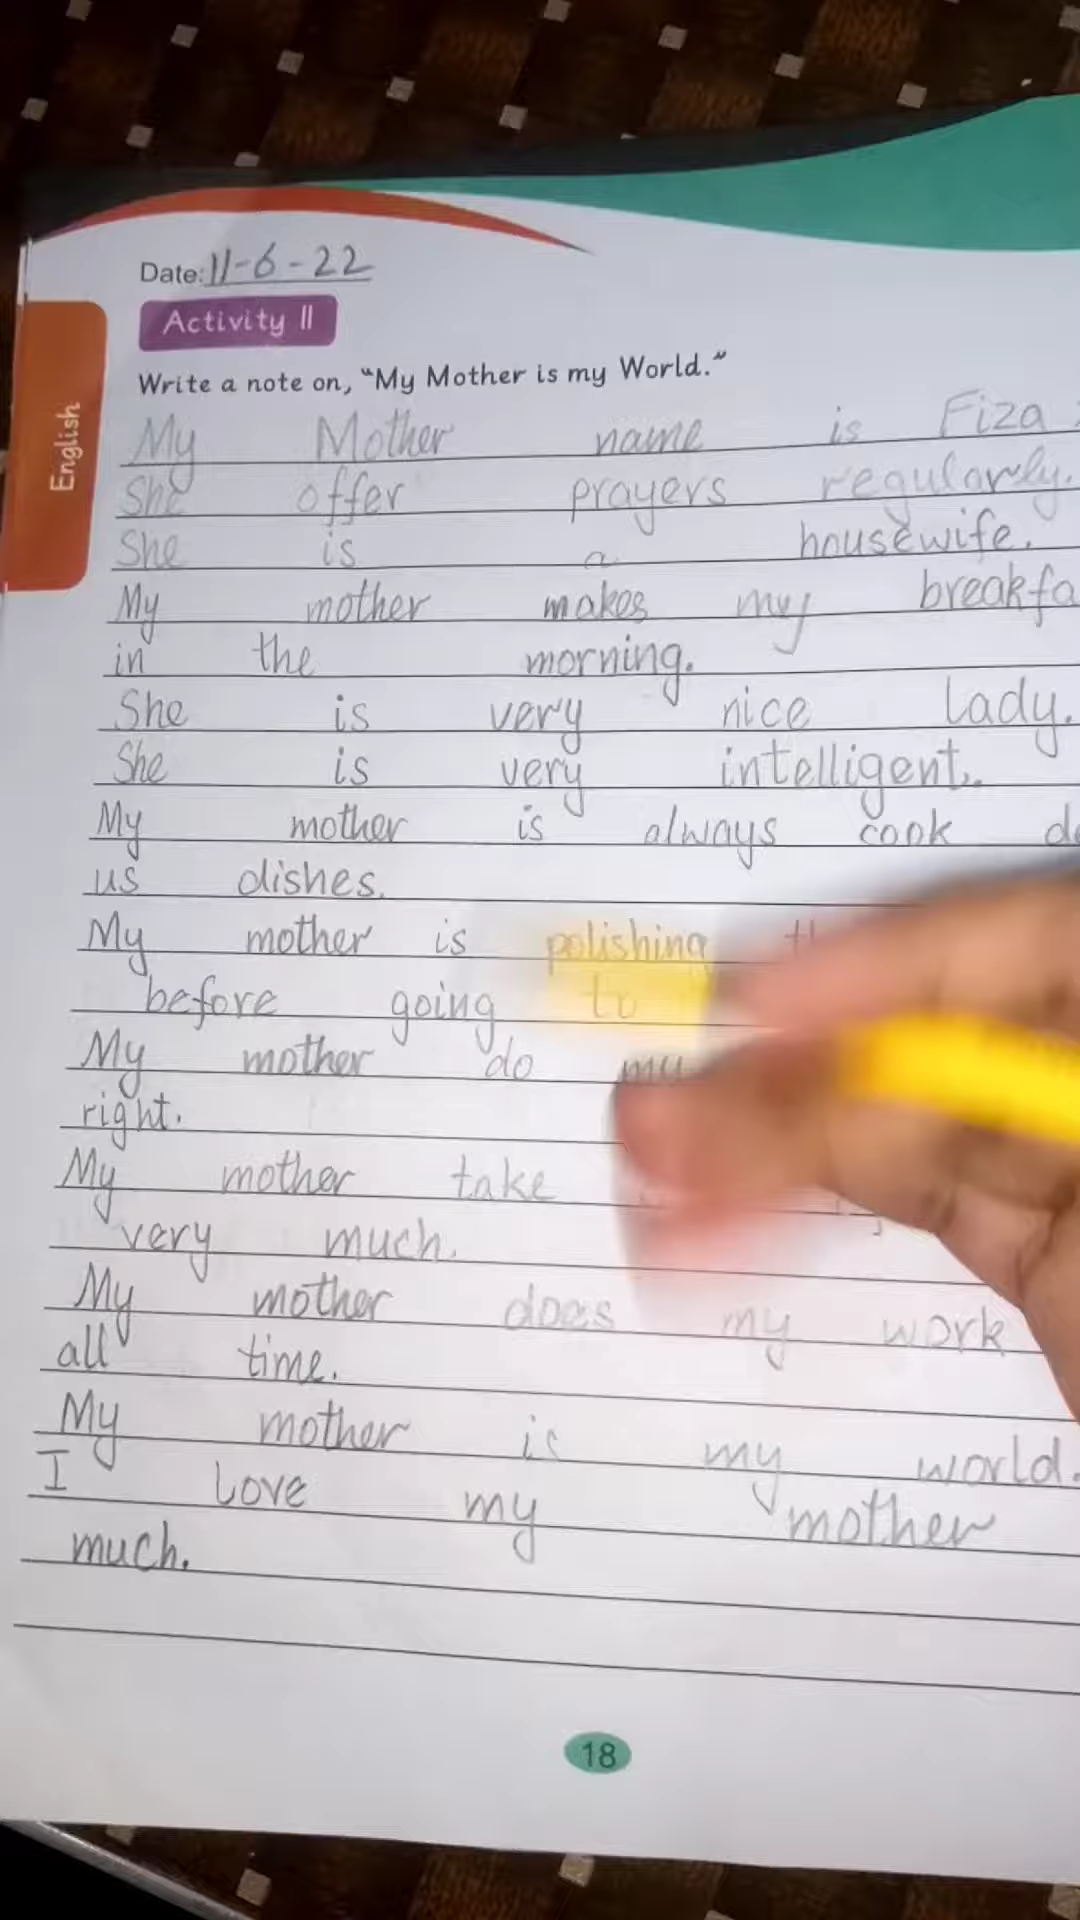 Date: 11-6-22
Activity 11
English
Write a note on, "My Mother is my World."
My Mother name is Fiza
She offer prayers regularly.
She is a housewife.
My mother makes my breakfa
in the morning.
She is very nice lady.
She is very intelligent.
My mother is always cook de
us dishes.
My mother is polishing
before going to
My mother do my
right.
My mother take
very much.
My mother does my work
all time.
My mother is my world.
I love my mother
much.
18